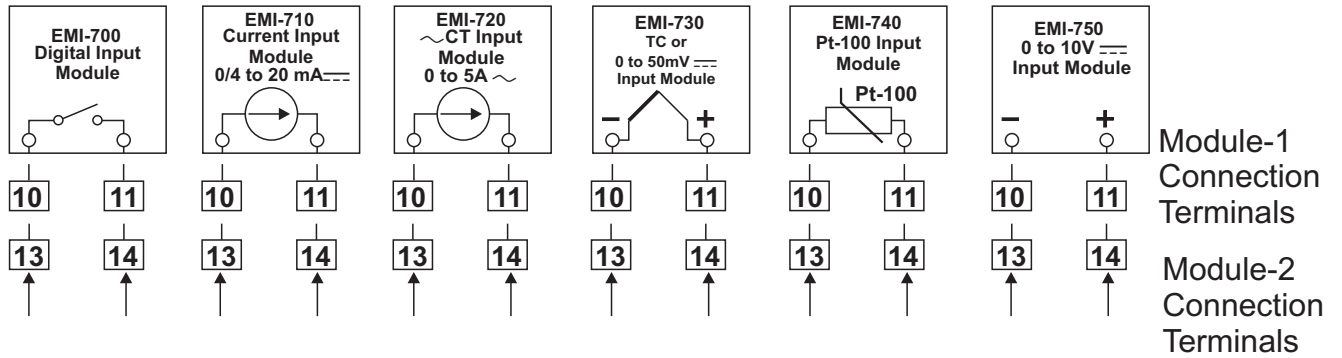 EMI-700
Digital Input
Module
EMI-710
Current Input
Module
0/4 to 20 mA
EMI-720
CT Input
Module
0 to 5A
EMI-730
TC or
0 to 50mV
Input Module
− +
EMI-740
Pt-100 Input
Module
Pt-100
EMI-750
0 to 10V
Input Module
− +
10 11 10 11 10 11 10 11 10 11 10 11
Module-1
Connection
Terminals
13 14 13 14 13 14 13 14 13 14 13 14
Module-2
Connection
Terminals